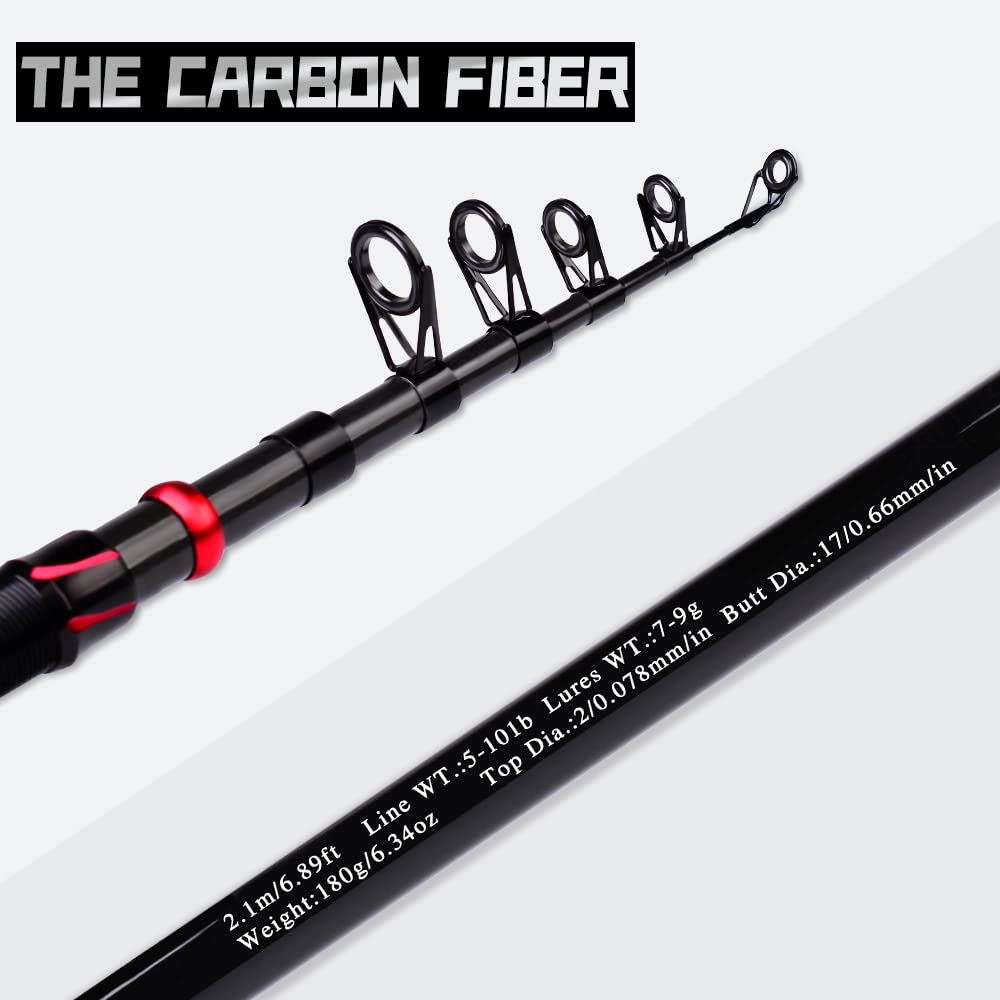 THE CARBON FIBER
2.1m/6.89ft Line WT.:5-101b Lures WT.:7-9g
Weight:180g/6.34oz Top Dia.:2/0.078mm/in Butt Dia.:17/0.66mm/in